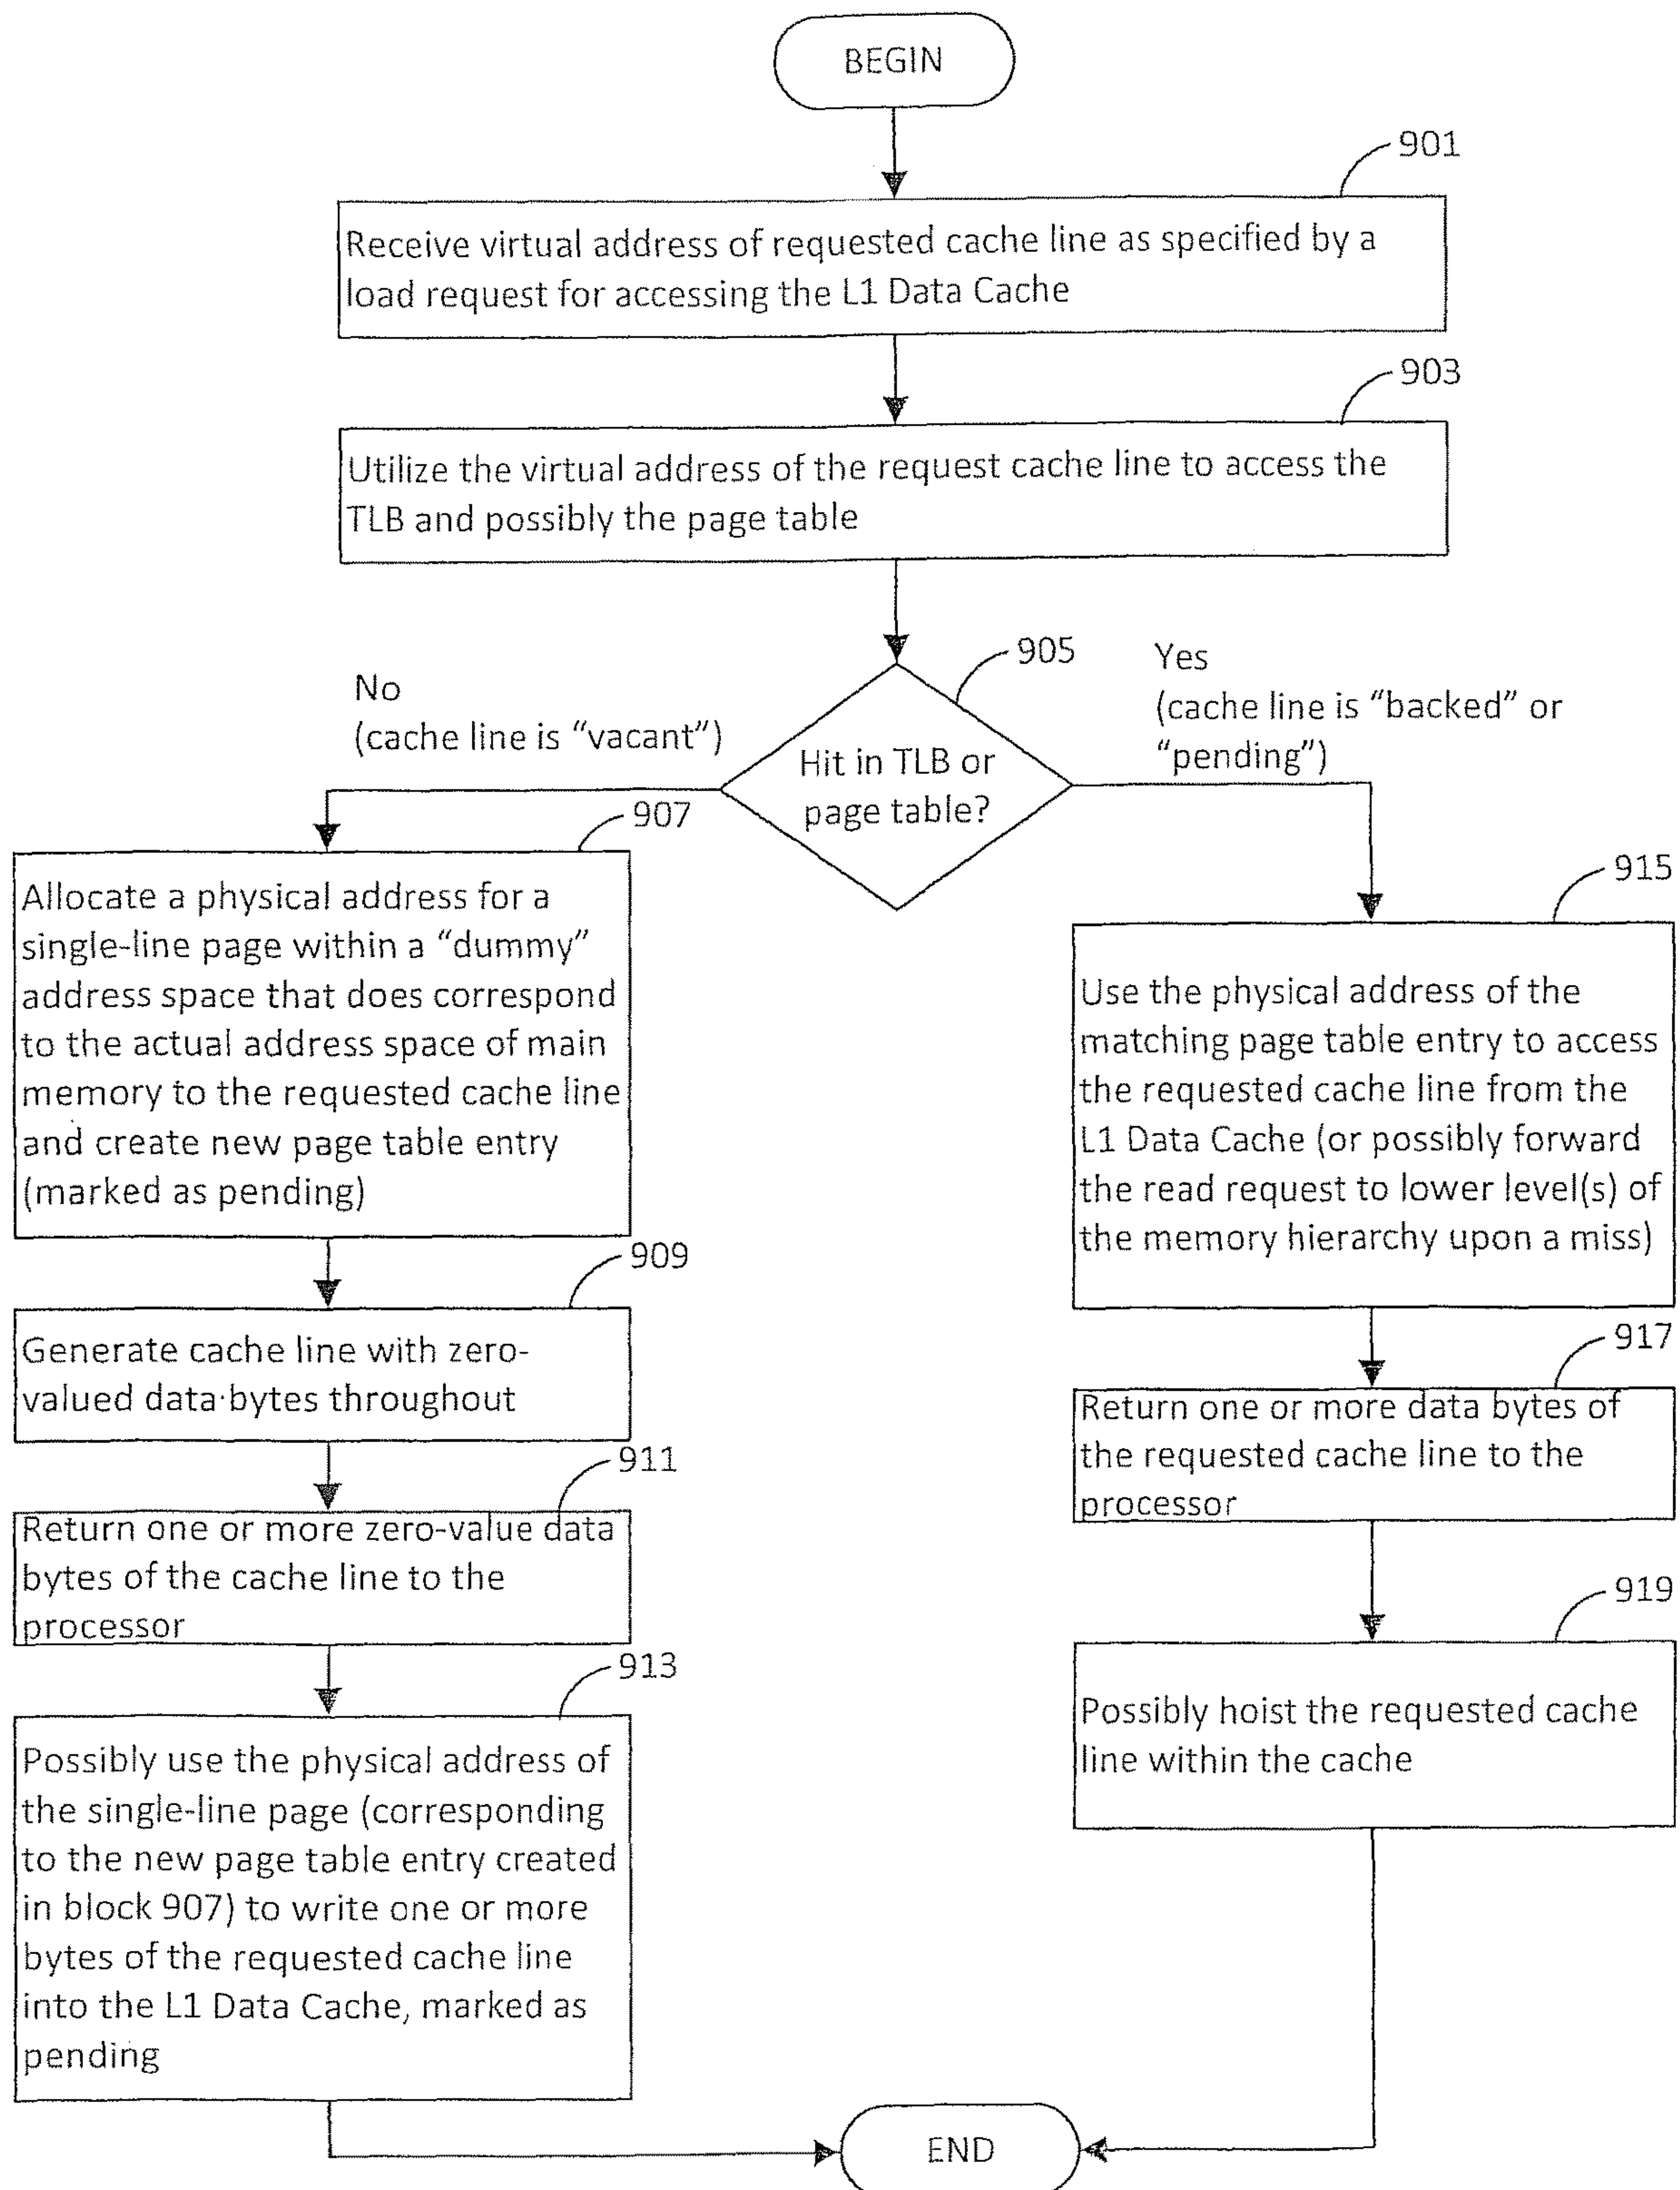 BEGIN
901
Receive virtual address of requested cache line as specified by a
load request for accessing the L1 Data Cache
903
Utilize the virtual address of the request cache line to access the
TLB and possibly the page table
905
Hit in TLB or
page table?
No
(cache line is “vacant”)
Yes
(cache line is “backed” or
“pending”)
907
Allocate a physical address for a
single-line page within a “dummy”
address space that does correspond
to the actual address space of main
memory to the requested cache line
and create new page table entry
(marked as pending)
909
Generate cache line with zero-
valued data bytes throughout
911
Return one or more zero-value data
bytes of the cache line to the
processor
913
Possibly use the physical address of
the single-line page (corresponding
to the new page table entry created
in block 907) to write one or more
bytes of the requested cache line
into the L1 Data Cache, marked as
pending
915
Use the physical address of the
matching page table entry to access
the requested cache line from the
L1 Data Cache (or possibly forward
the read request to lower level(s) of
the memory hierarchy upon a miss)
917
Return one or more data bytes of
the requested cache line to the
processor
919
Possibly hoist the requested cache
line within the cache
END